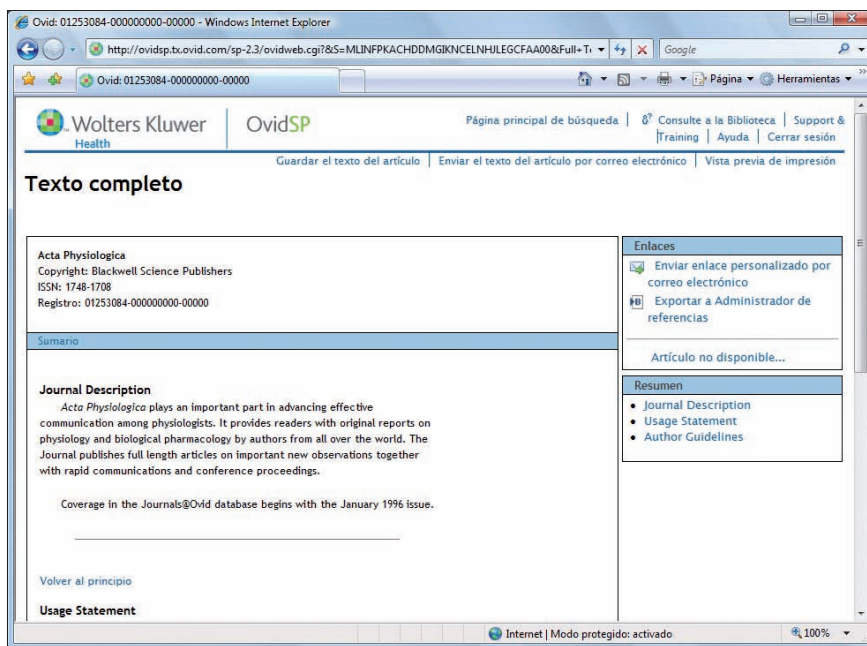 Ovid: 01253084-000000000-00000 - Windows Internet Explorer
http://ovidsp.tx.ovid.com/sp-2.3/ovidweb.cgi?&S=MLINFPKACHDDMGIKNCELNHJLEGCFAA00&Full+T
Google
Ovid: 01253084-000000000-00000
Página
Herramientas
Wolters Kluwer
Health
OvidSP
Página principal de búsqueda | Consulte a la Biblioteca | Support &
Training | Ayuda | Cerrar sesión
Guardar el texto del artículo | Enviar el texto del artículo por correo electrónico | Vista previa de impresión
Texto completo
Acta Physiologica
Copyright: Blackwell Science Publishers
ISSN: 1748-1708
Registro: 01253084-000000000-00000
Sumario
Journal Description
Acta Physiologica plays an important part in advancing effective
communication among physiologists. It provides readers with original reports on
physiology and biological pharmacology by authors from all over the world. The
Journal publishes full length articles on important new observations together
with rapid communications and conference proceedings.
Coverage in the Journals@Ovid database begins with the January 1996 issue.
Volver al principio
Usage Statement
Enlaces
Enviar enlace personalizado por
correo electrónico
Exportar a Administrador de
referencias
Artículo no disponible...
Resumen
Journal Description
Usage Statement
Author Guidelines
Internet | Modo protegido: activado
100%